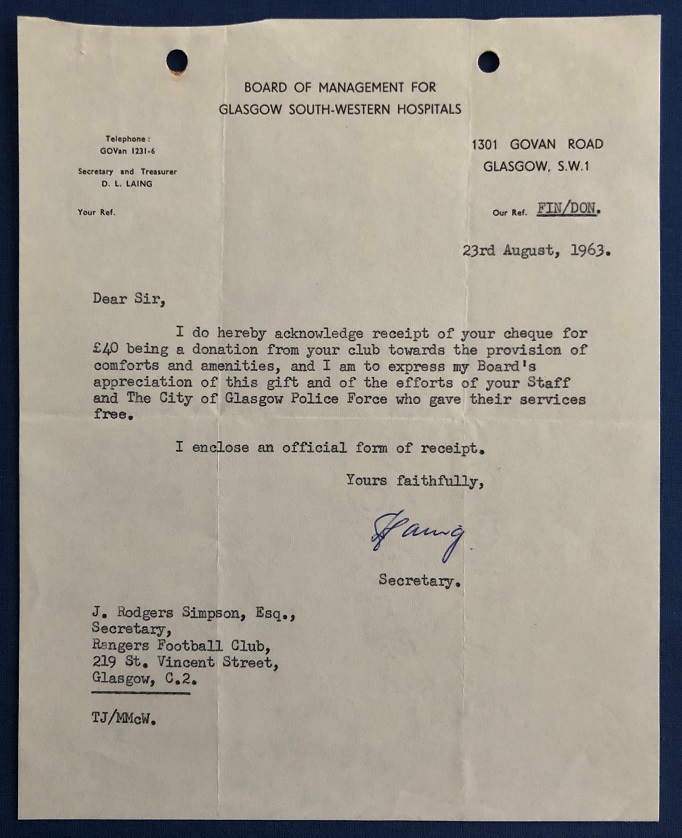 BOARD OF MANAGEMENT FOR
GLASGOW SOUTH-WESTERN HOSPITALS
Telephone :
GOVan 1231-6
Secretary and Treasurer
D. L. LAING
Your Ref.
1301 GOVAN ROAD
GLASGOW, S.W.1
Our Ref. FIN/DON.
23rd August, 1963.
Dear Sir,
I do hereby acknowledge receipt of your cheque for
£40 being a donation from your club towards the provision of
comforts and amenities, and I am to express my Board's
appreciation of this gift and of the efforts of your Staff
and The City of Glasgow Police Force who gave their services
free.
I enclose an official form of receipt.
Yours faithfully,
Laing
Secretary.
J. Rodgers Simpson, Esq.,
Secretary,
Rangers Football Club,
219 St. Vincent Street,
Glasgow, C.2.
TJ/MMcW.